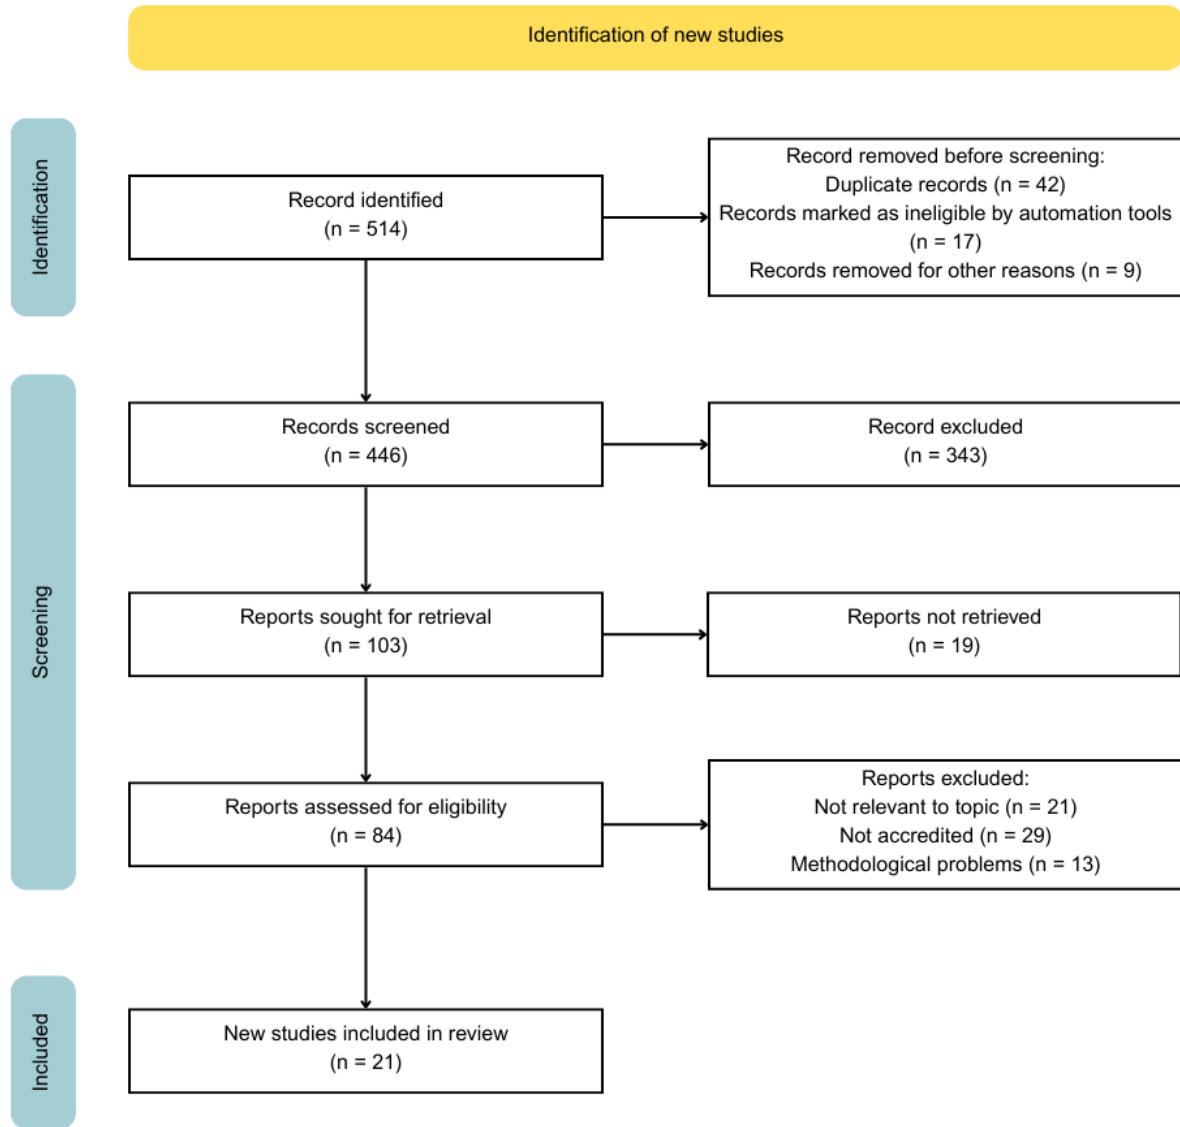 Identification of new studies
Identification
Record identified
(n = 514)
Record removed before screening:
Duplicate records (n = 42)
Records marked as ineligible by automation tools
(n = 17)
Records removed for other reasons (n = 9)
Screening
Records screened
(n = 446)
Record excluded
(n = 343)
Reports sought for retrieval
(n = 103)
Reports not retrieved
(n = 19)
Reports assessed for eligibility
(n = 84)
Reports excluded:
Not relevant to topic (n = 21)
Not accredited (n = 29)
Methodological problems (n = 13)
Included
New studies included in review
(n = 21)